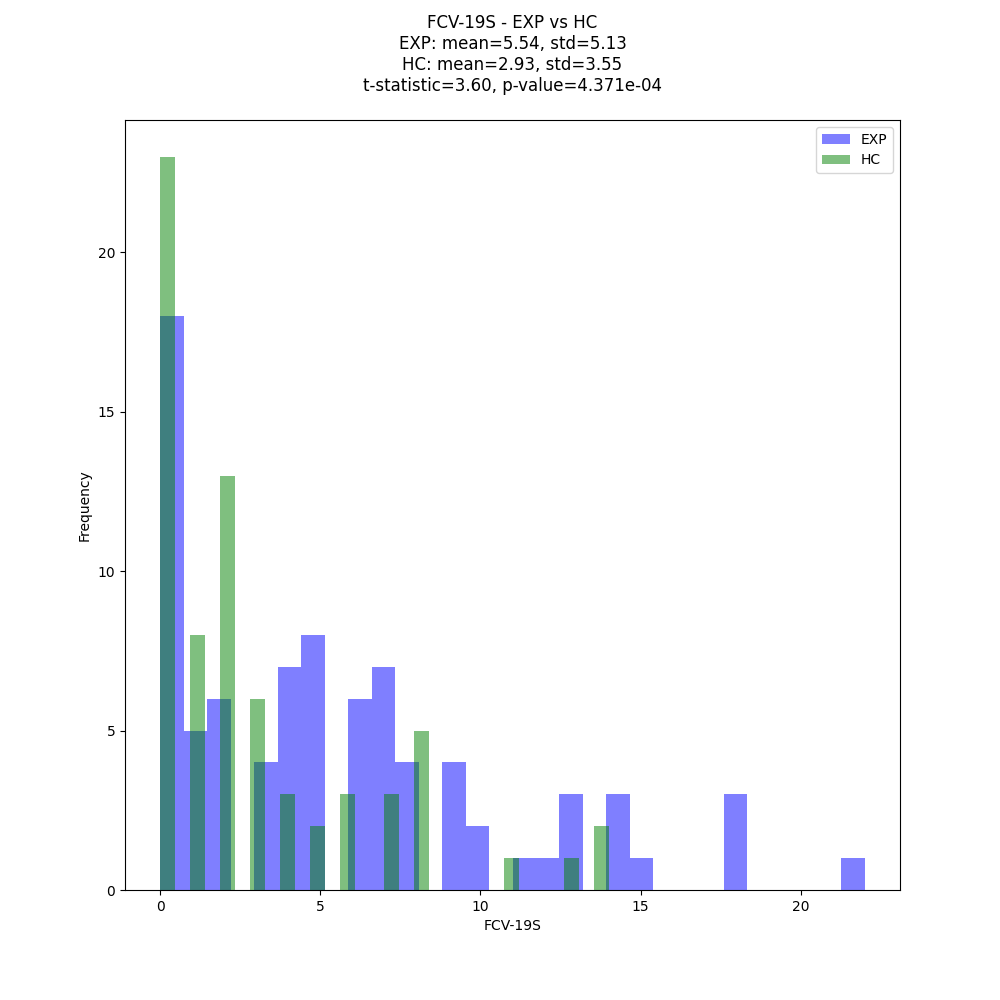 FCV-19S - EXP vs HC
EXP: mean=5.54, std=5.13
HC: mean=2.93, std=3.55
t-statistic=3.60, p-value=4.371e-04
EXP
HC
Frequency
20
15
10
5
0
0 5 10 15 20
FCV-19S